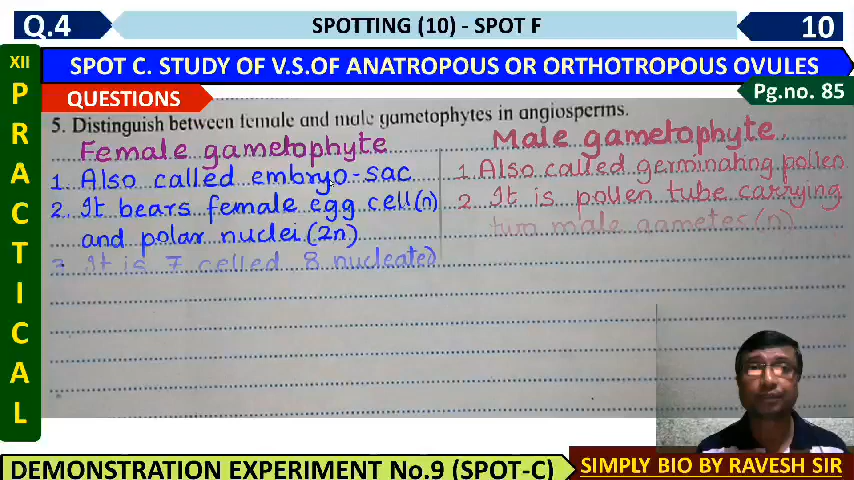 Q.4
SPOTTING (10) - SPOT F
10
XII
PRACTICAL
SPOT C. STUDY OF V.S.OF ANATROPOUS OR ORTHOTROPOUS OVULES
QUESTIONS
Pg.no. 85
5. Distinguish between female and male gametophytes in angiosperms.
Female gametophyte
1. Also called embryo-sac
2. It bears female egg cell(n)
and polar nuclei (2n)
3. It is 7 celled 8 nucleated
Male gametophyte.
1. Also called germinating pollen
2. It is pollen tube carrying
two male gametes (n)
DEMONSTRATION EXPERIMENT No.9 (SPOT-C)
SIMPLY BIO BY RAVESH SIR